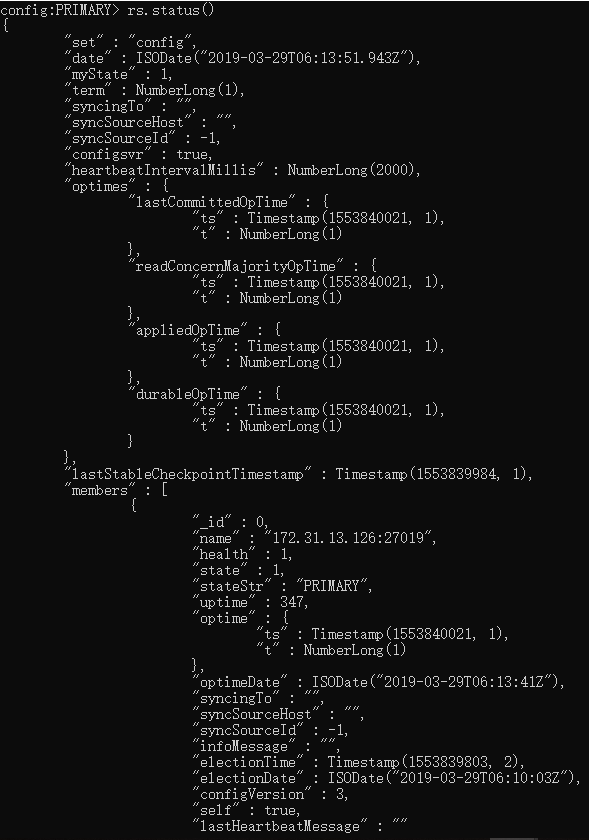 config:PRIMARY> rs.status()
{
        "set" : "config",
        "date" : ISODate("2019-03-29T06:13:51.943Z"),
        "myState" : 1,
        "term" : NumberLong(1),
        "syncingTo" : "",
        "syncSourceHost" : "",
        "syncSourceId" : -1,
        "configsvr" : true,
        "heartbeatIntervalMillis" : NumberLong(2000),
        "optimes" : {
                "lastCommittedOpTime" : {
                        "ts" : Timestamp(1553840021, 1),
                        "t" : NumberLong(1)
                },
                "readConcernMajorityOpTime" : {
                        "ts" : Timestamp(1553840021, 1),
                        "t" : NumberLong(1)
                },
                "appliedOpTime" : {
                        "ts" : Timestamp(1553840021, 1),
                        "t" : NumberLong(1)
                },
                "durableOpTime" : {
                        "ts" : Timestamp(1553840021, 1),
                        "t" : NumberLong(1)
                }
        },
        "lastStableCheckpointTimestamp" : Timestamp(1553839984, 1),
        "members" : [
                {
                        "_id" : 0,
                        "name" : "172.31.13.126:27019",
                        "health" : 1,
                        "state" : 1,
                        "stateStr" : "PRIMARY",
                        "uptime" : 347,
                        "optime" : {
                                "ts" : Timestamp(1553840021, 1),
                                "t" : NumberLong(1)
                        },
                        "optimeDate" : ISODate("2019-03-29T06:13:41Z"),
                        "syncingTo" : "",
                        "syncSourceHost" : "",
                        "syncSourceId" : -1,
                        "infoMessage" : "",
                        "electionTime" : Timestamp(1553839803, 2),
                        "electionDate" : ISODate("2019-03-29T06:10:03Z"),
                        "configVersion" : 3,
                        "self" : true,
                        "lastHeartbeatMessage" : ""